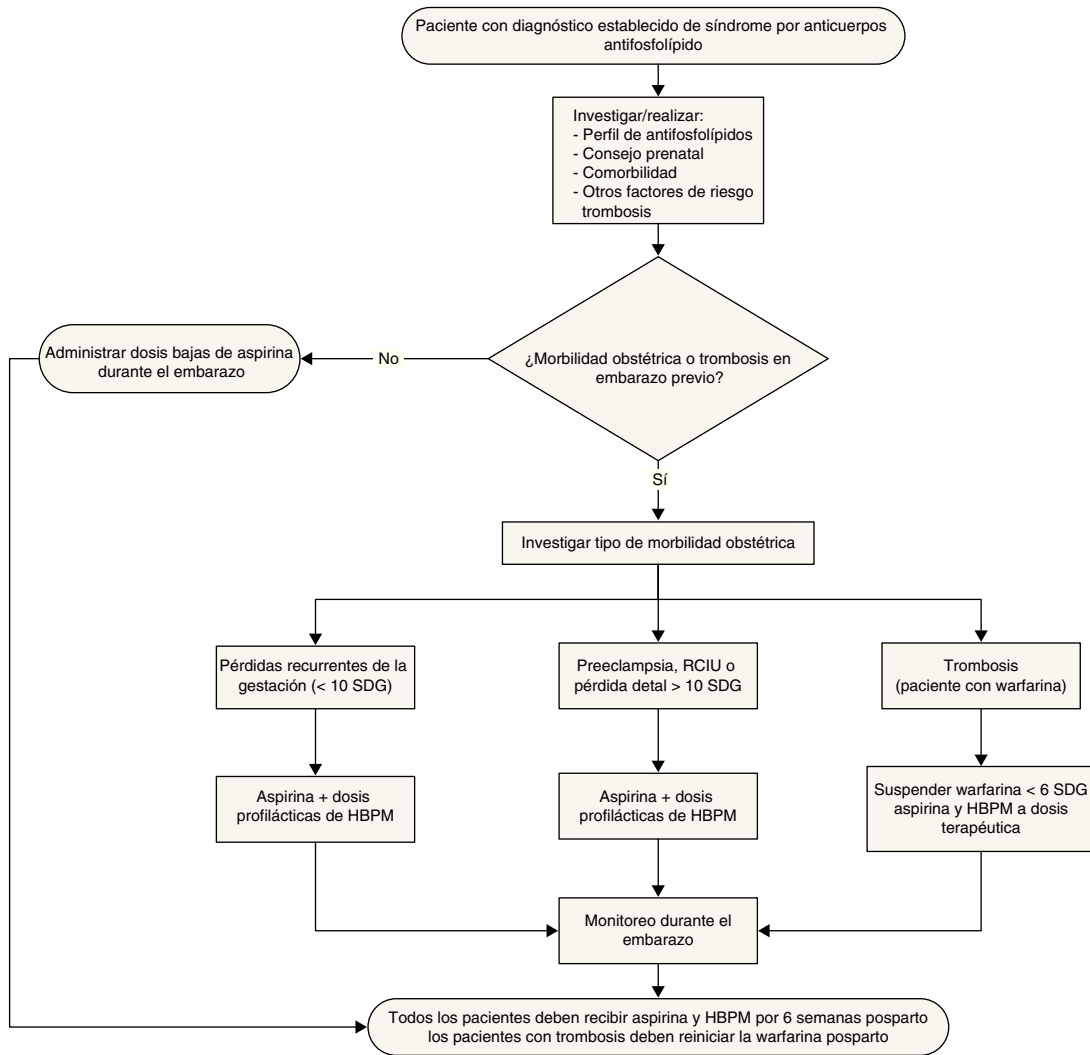 Paciente con diagnóstico establecido de síndrome por anticuerpos
antifosfolípido
Investigar/realizar:
- Perfil de antifosfolípidos
- Consejo prenatal
- Comorbilidad
- Otros factores de riesgo
trombosis
¿Morbilidad obstétrica o trombosis en
embarazo previo?
No
Administrar dosis bajas de aspirina
durante el embarazo
Sí
Investigar tipo de morbilidad obstétrica
Pérdidas recurrentes de la
gestación (< 10 SDG)
Preeclampsia, RCIU o
pérdida detal > 10 SDG
Trombosis
(paciente con warfarina)
Aspirina + dosis
profilácticas de HBPM
Aspirina + dosis
profilácticas de HBPM
Suspender warfarina < 6 SDG
aspirina y HBPM a dosis
terapéutica
Monitoreo durante el
embarazo
Todos los pacientes deben recibir aspirina y HBPM por 6 semanas posparto
los pacientes con trombosis deben reiniciar la warfarina posparto